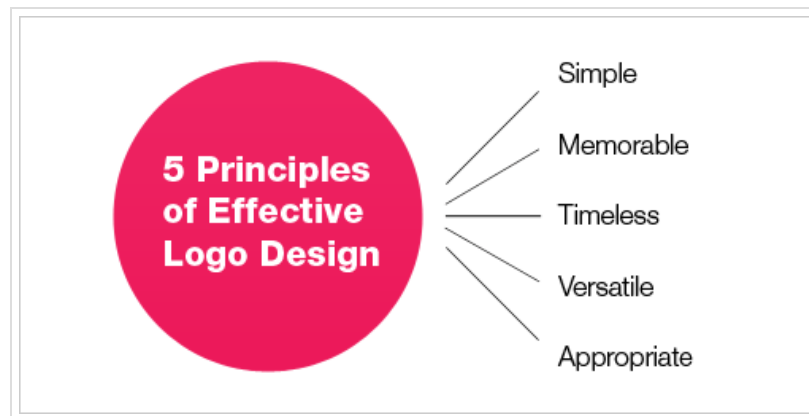 5 Principles
of Effective
Logo Design
Simple
Memorable
Timeless
Versatile
Appropriate